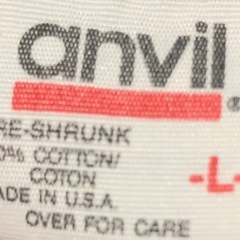 anvil®
RE-SHRUNK
0% COTTON/
COTON
ADE IN U.S.A.
OVER FOR CARE
-L-